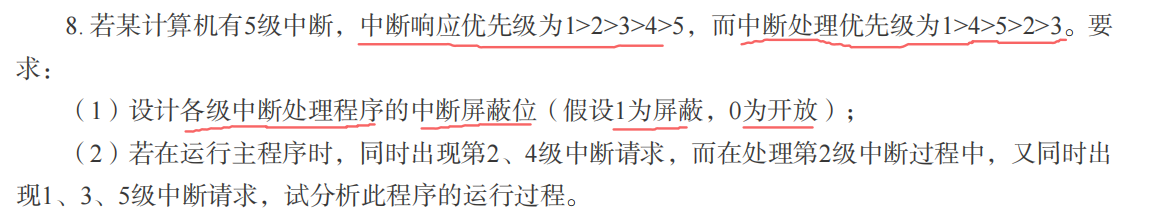 8. 若某计算机有5级中断，中断响应优先级为1>2>3>4>5，而中断处理优先级为1>4>5>2>3。要
求：
（1）设计各级中断处理程序的中断屏蔽位（假设1为屏蔽，0为开放）；
（2）若在运行主程序时，同时出现第2、4级中断请求，而在处理第2级中断过程中，又同时出
现1、3、5级中断请求，试分析此程序的运行过程。